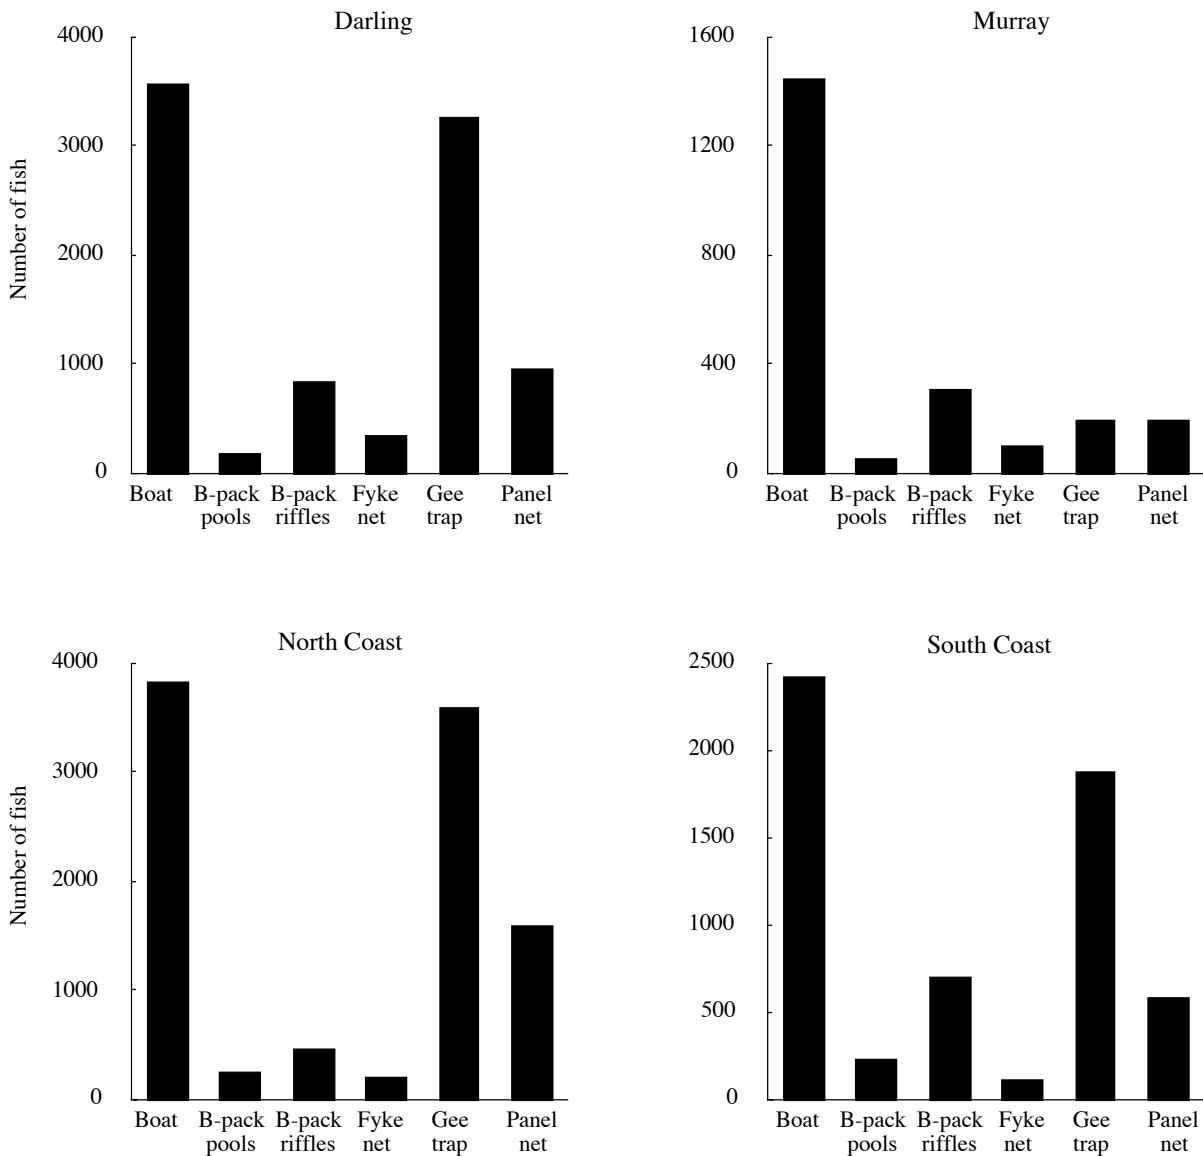 Darling
Number of fish
4000
3000
2000
1000
0
Boat B-pack pools B-pack riffles Fyke net Gee trap Panel net
Murray
1600
1200
800
400
0
Boat B-pack pools B-pack riffles Fyke net Gee trap Panel net
North Coast
Number of fish
4000
3000
2000
1000
0
Boat B-pack pools B-pack riffles Fyke net Gee trap Panel net
South Coast
2500
2000
1500
1000
500
0
Boat B-pack pools B-pack riffles Fyke net Gee trap Panel net